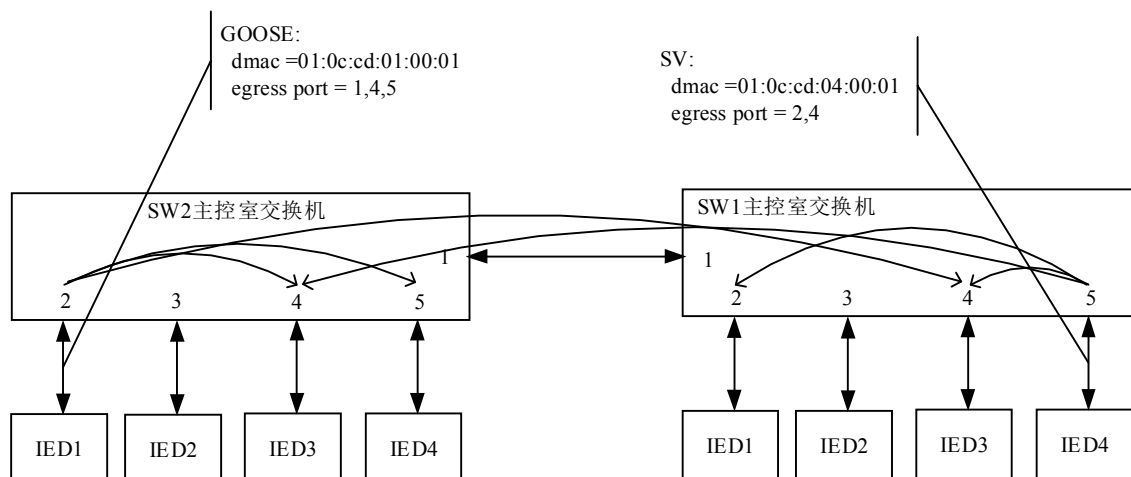 GOOSE:
dmac =01:0c:cd:01:00:01
egress port = 1,4,5
SV:
dmac =01:0c:cd:04:00:01
egress port = 2,4
SW2主控室交换机
1
2
3
4
5
SW1主控室交换机
1
2
3
4
5
IED1
IED2
IED3
IED4
IED1
IED2
IED3
IED4